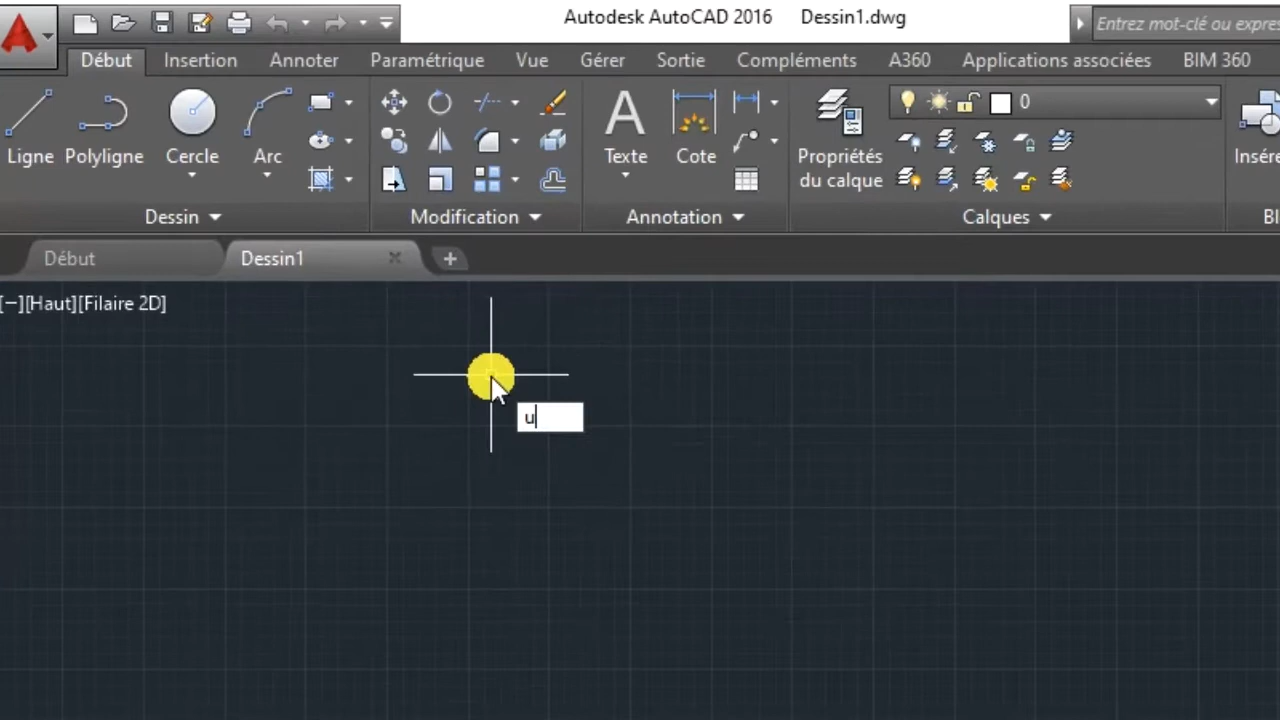 Autodesk AutoCAD 2016 Dessin1.dwg
Entrez mot-clé ou expres
Début Insertion Annoter Paramétrique Vue Gérer Sortie Compléments A360 Applications associées BIM 360
0
Ligne Polyligne Cercle Arc Texte Cote Propriétés du calque Insére
Dessin Modification Annotation Calques Bl
Début Dessin1
[−][Haut][Filaire 2D]
u